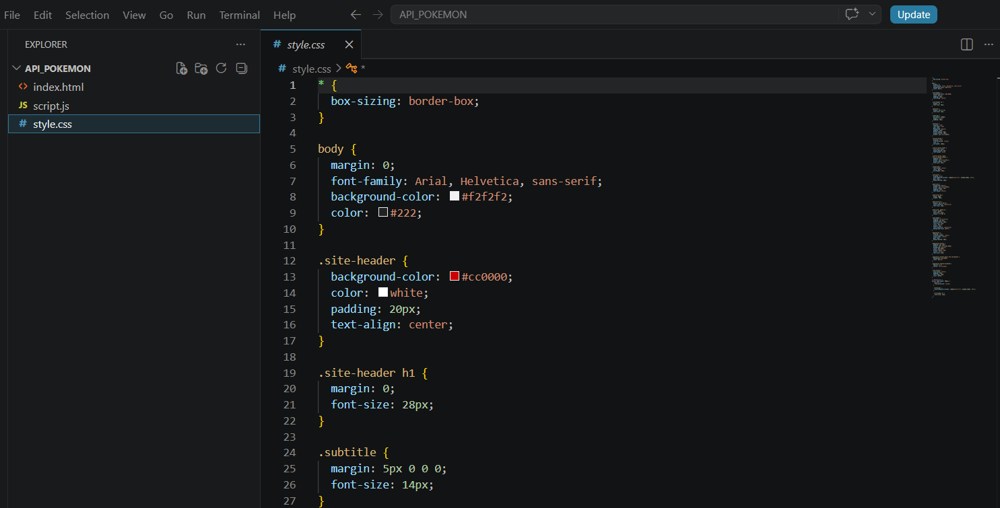 File Edit Selection View Go Run Terminal Help API_POKEMON Update
EXPLORER
API_POKEMON
index.html
JS script.js
# style.css
# style.css
# style.css > *
1 * {
2 box-sizing: border-box;
3 }
4
5 body {
6 margin: 0;
7 font-family: Arial, Helvetica, sans-serif;
8 background-color: #f2f2f2;
9 color: #222;
10 }
11
12 .site-header {
13 background-color: #cc0000;
14 color: white;
15 padding: 20px;
16 text-align: center;
17 }
18
19 .site-header h1 {
20 margin: 0;
21 font-size: 28px;
22 }
23
24 .subtitle {
25 margin: 5px 0 0 0;
26 font-size: 14px;
27 }